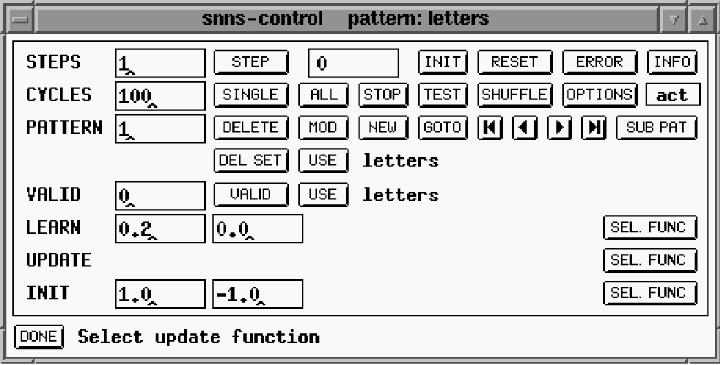 snns-control pattern: letters
STEPS 1 STEP 0 INIT RESET ERROR INFO
CYCLES 100 SINGLE ALL STOP TEST SHUFFLE OPTIONS act
PATTERN 1 DELETE MOD NEW GOTO SUB PAT
DEL SET USE letters
VALID 0 VALID USE letters
LEARN 0.2 0.0 SEL. FUNC
UPDATE SEL. FUNC
INIT 1.0 -1.0 SEL. FUNC
DONE Select update function